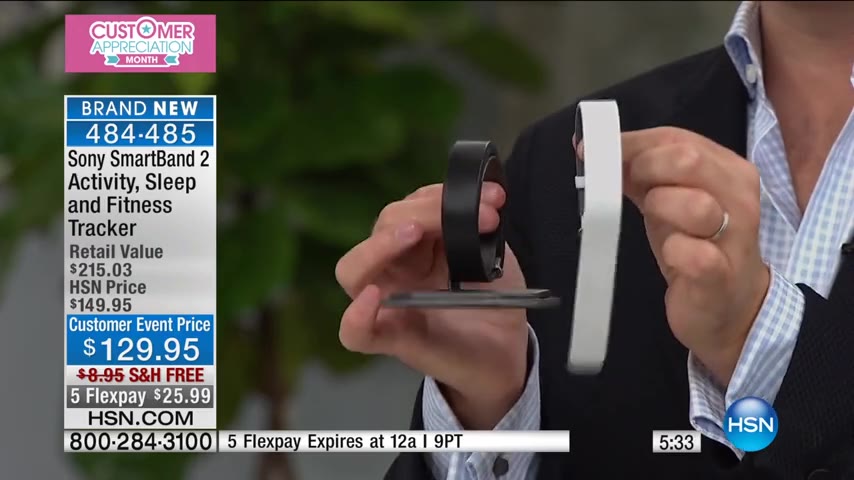 CUSTOMER
APPRECIATION
MONTH
BRAND NEW
484-485
Sony SmartBand 2
Activity, Sleep
and Fitness
Tracker
Retail Value
$215.03
HSN Price
$149.95
Customer Event Price
$129.95
$8.95 S&H FREE
5 Flexpay $25.99
HSN.COM
800-284-3100
5 Flexpay Expires at 12a | 9PT
5:33
HSN